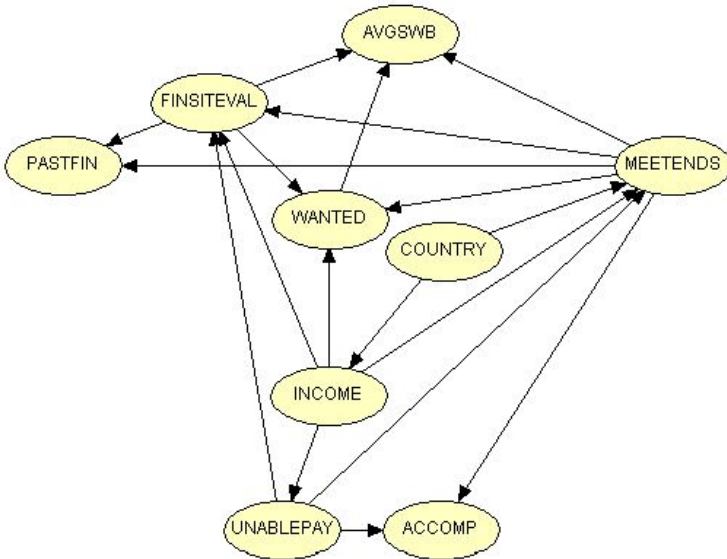 AVGSWB
FINSITEVAL
PASTFIN
MEETENDS
WANTED
COUNTRY
INCOME
UNABLEPAY
ACCOMP